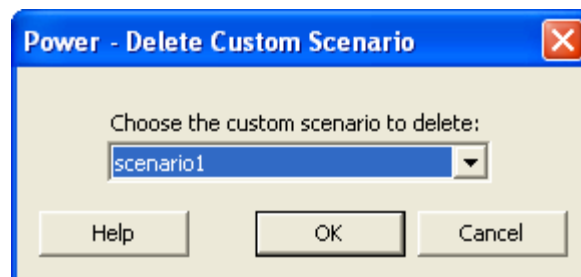 Power - Delete Custom Scenario
Choose the custom scenario to delete:
scenario1
Help OK Cancel